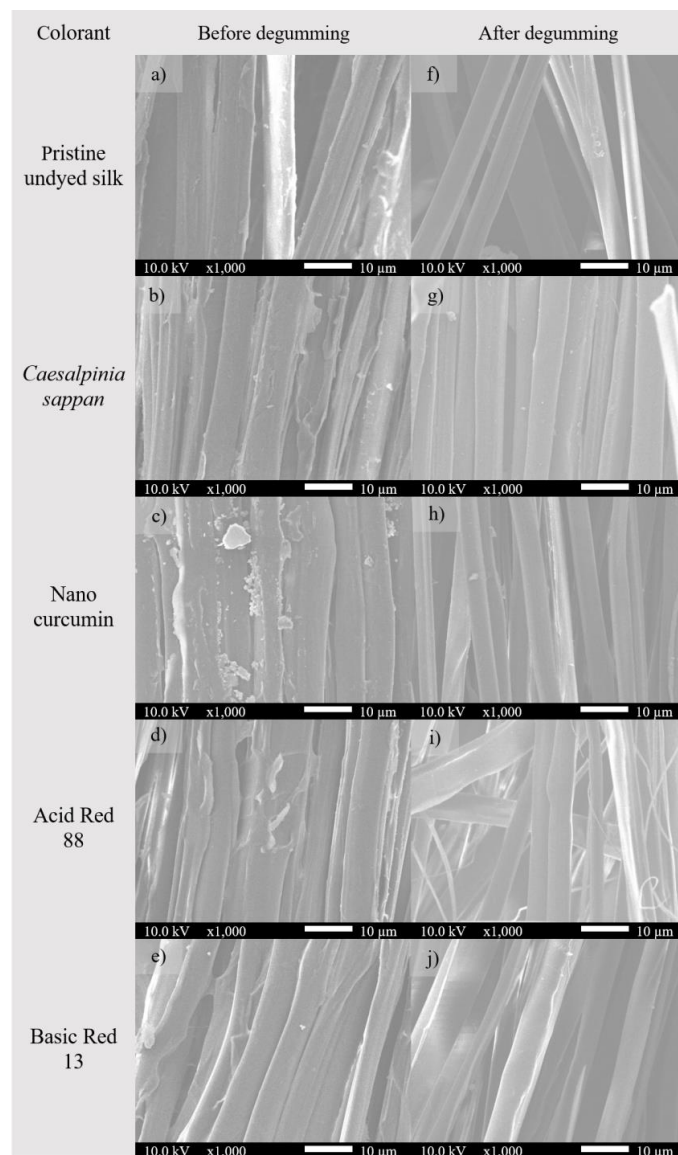 Colorant Before degumming After degumming
a) f)
Pristine
undyed silk
10.0 kV x1,000 10 µm 10.0 kV x1,000 10 µm
b) g)
Caesalpinia
sappan
10.0 kV x1,000 10 µm 10.0 kV x1,000 10 µm
c) h)
Nano
curcumin
10.0 kV x1,000 10 µm 10.0 kV x1,000 10 µm
d) i)
Acid Red
88
10.0 kV x1,000 10 µm 10.0 kV x1,000 10 µm
e) j)
Basic Red
13
10.0 kV x1,000 10 µm 10.0 kV x1,000 10 µm